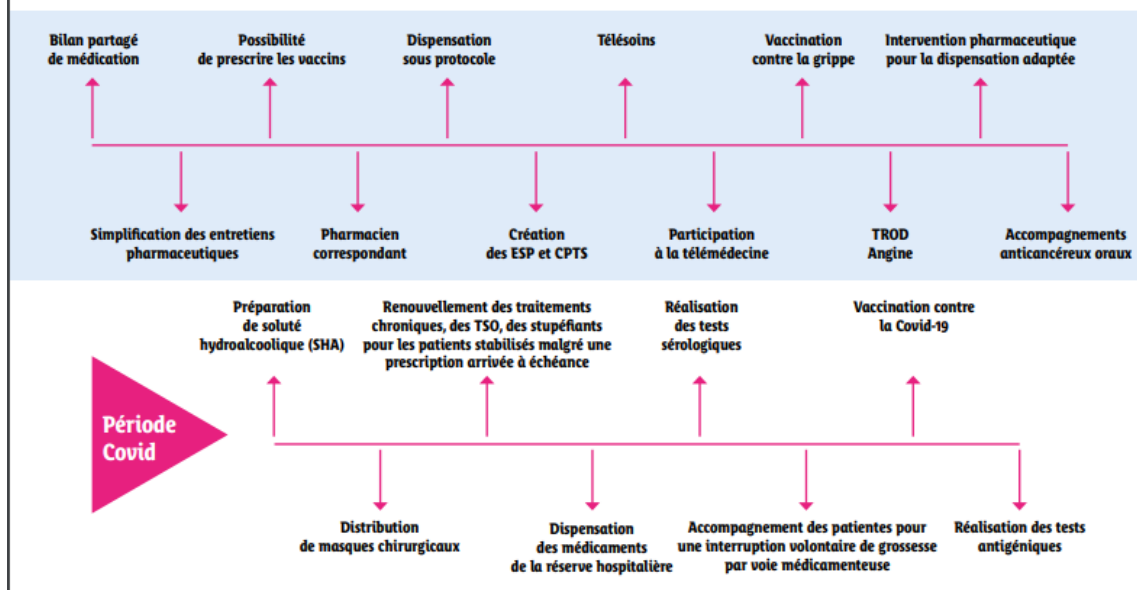 Bilan partagé
de médication
Possibilité
de prescrire les vaccins
Dispensation
sous protocole
Télésoins
Vaccination
contre la grippe
Intervention pharmaceutique
pour la dispensation adaptée
Simplification des entretiens
pharmaceutiques
Pharmacien
correspondant
Création
des ESP et CPTS
Participation
à la télémédecine
TROD
Angine
Accompagnements
anticancéreux oraux
Période
Covid
Préparation
de soluté
hydroalcoolique (SHA)
Renouvellement des traitements
chroniques, des TSO, des stupéfiants
pour les patients stabilisés malgré une
prescription arrivée à échéance
Réalisation
des tests
sérologiques
Vaccination contre
la Covid-19
Distribution
de masques chirurgicaux
Dispensation
des médicaments
de la réserve hospitalière
Accompagnement des patientes pour
une interruption volontaire de grossesse
par voie médicamenteuse
Réalisation des tests
antigéniques